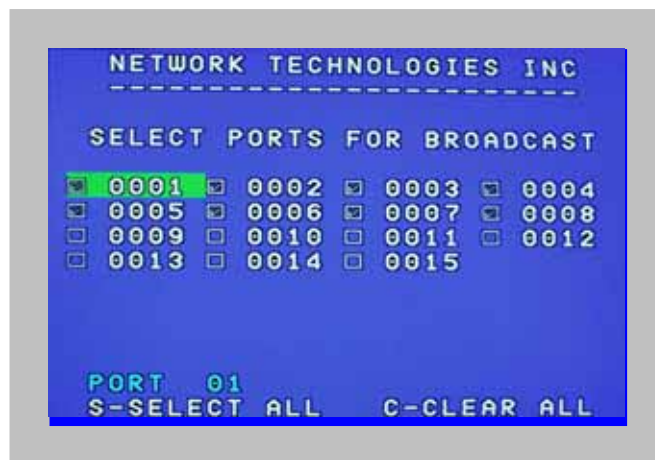 NETWORK TECHNOLOGIES INC
--------------------------
SELECT PORTS FOR BROADCAST
0001 0002 0003 0004
0005 0006 0007 0008
0009 0010 0011 0012
0013 0014 0015
PORT 01
S-SELECT ALL C-CLEAR ALL